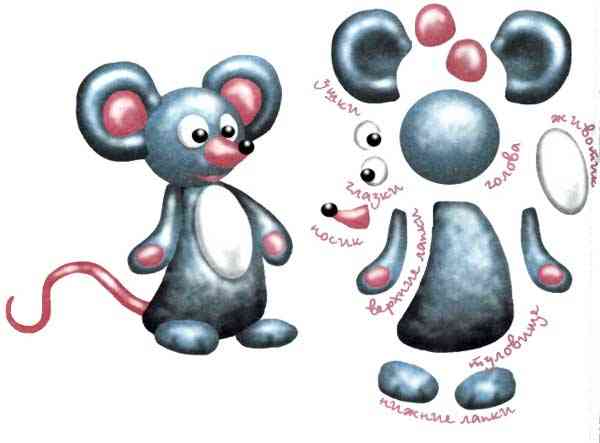 ушки
животик
голова
глазки
носик
верхние лапки
туловище
нижние лапки